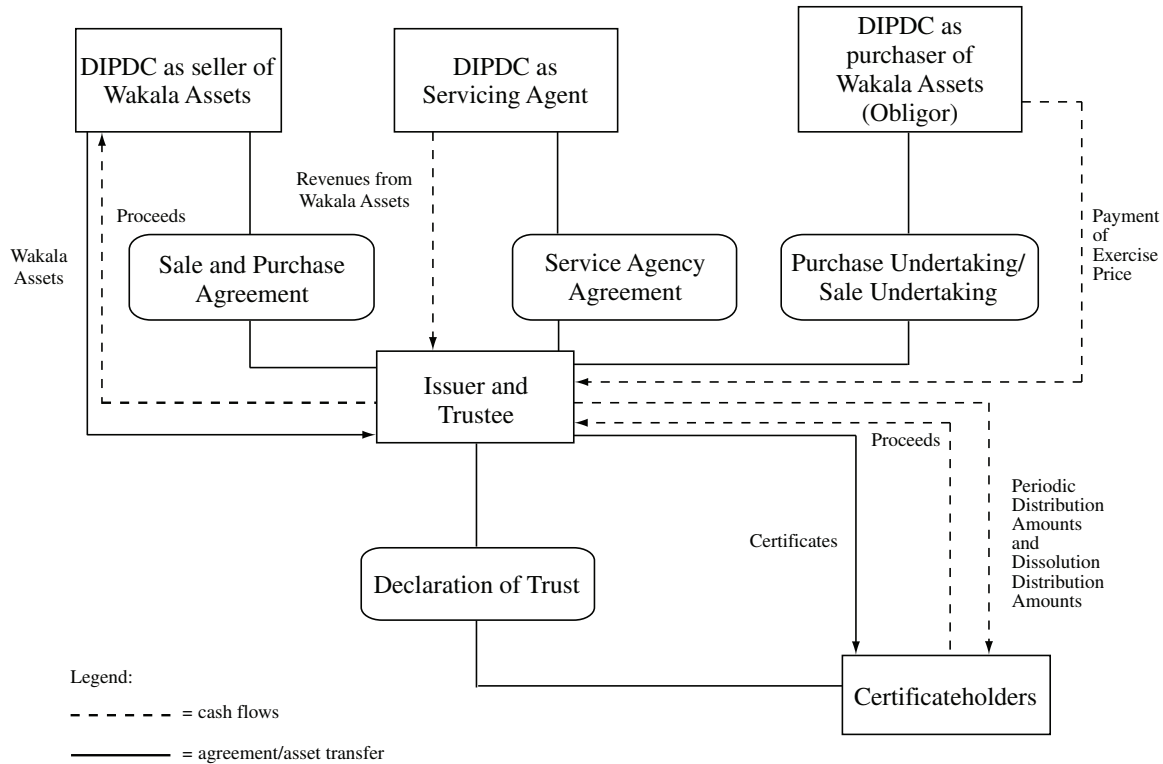 DIPDC as seller of
Wakala Assets
DIPDC as
Servicing Agent
DIPDC as
purchaser of
Wakala Assets
(Obligor)
Revenues from
Wakala Assets
Proceeds
Wakala
Assets
Payment
of
Exercise
Price
Sale and Purchase
Agreement
Service Agency
Agreement
Purchase Undertaking/
Sale Undertaking
Issuer and
Trustee
Proceeds
Certificates
Periodic
Distribution
Amounts
and
Dissolution
Distribution
Amounts
Declaration of Trust
Certificateholders
Legend:
= cash flows
= agreement/asset transfer